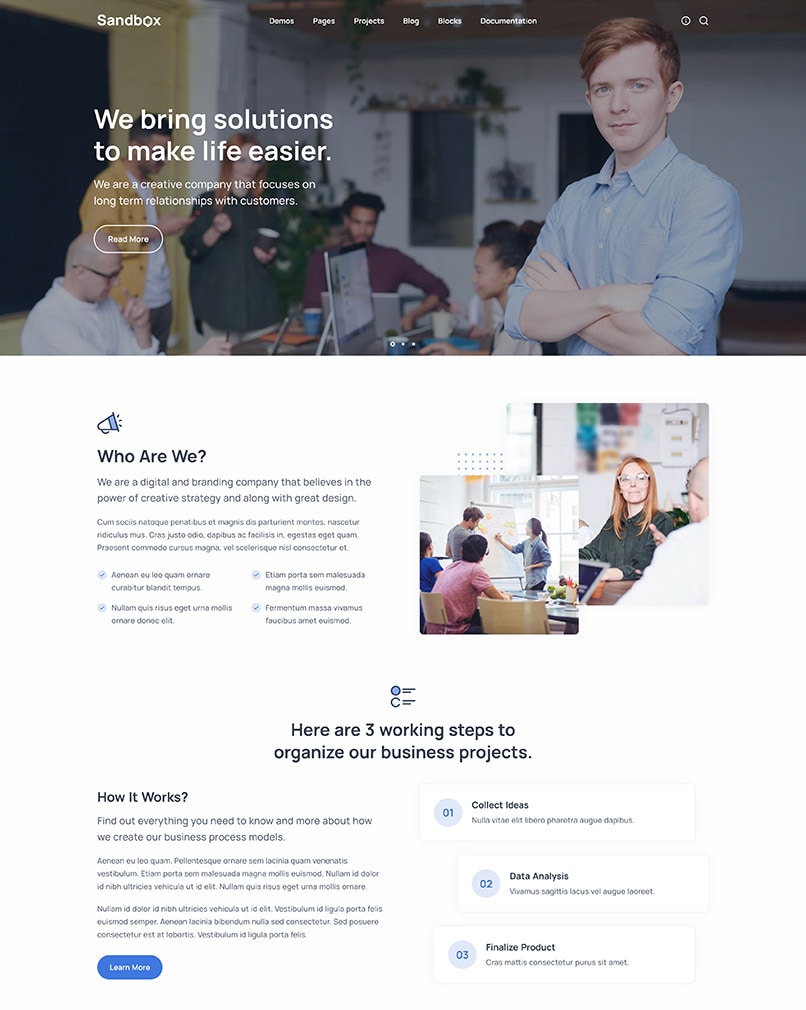 Sandbox
Demos Pages Projects Blog Blocks Documentation
We bring solutions
to make life easier.
We are a creative company that focuses on
long term relationships with customers.
Read More
Who Are We?
We are a digital and branding company that believes in the
power of creative strategy and along with great design.
Cum sociis natoque penatibus et magnis dis parturient montes, nascetur
ridiculus mus. Cras justo odio, dapibus ac facilisis in, egestas eget quam.
Praesent commodo cursus magna, vel scelerisque nisl consectetur et.
Aenean eu leo quam ornare
curabitur blandit tempus.
Nullam quis risus eget urna mollis
ornare donec elit.
Etiam porta sem malesuada
magna mollis euismod.
Fermentum massa vivamus
faucibus amet euismod.
Here are 3 working steps to
organize our business projects.
How It Works?
Find out everything you need to know and more about how
we create our business process models.
Aenean eu leo quam. Pellentesque ornare sem lacinia quam venenatis
vestibulum. Etiam porta sem malesuada magna mollis euismod. Nullam id dolor
id nibh ultricies vehicula ut id elit. Nullam quis risus eget urna mollis ornare.
Nullam id dolor id nibh ultricies vehicula ut id elit. Vestibulum id ligula porta felis
euismod semper. Aenean lacinia bibendum nulla sed consectetur. Sed posuere
consectetur est at lobortis. Vestibulum id ligula porta felis.
Learn More
01
Collect Ideas
Nulla vitae elit libero pharetra augue dapibus.
02
Data Analysis
Vivamus sagittis lacus vel augue laoreet.
03
Finalize Product
Cras mattis consectetur purus sit amet.